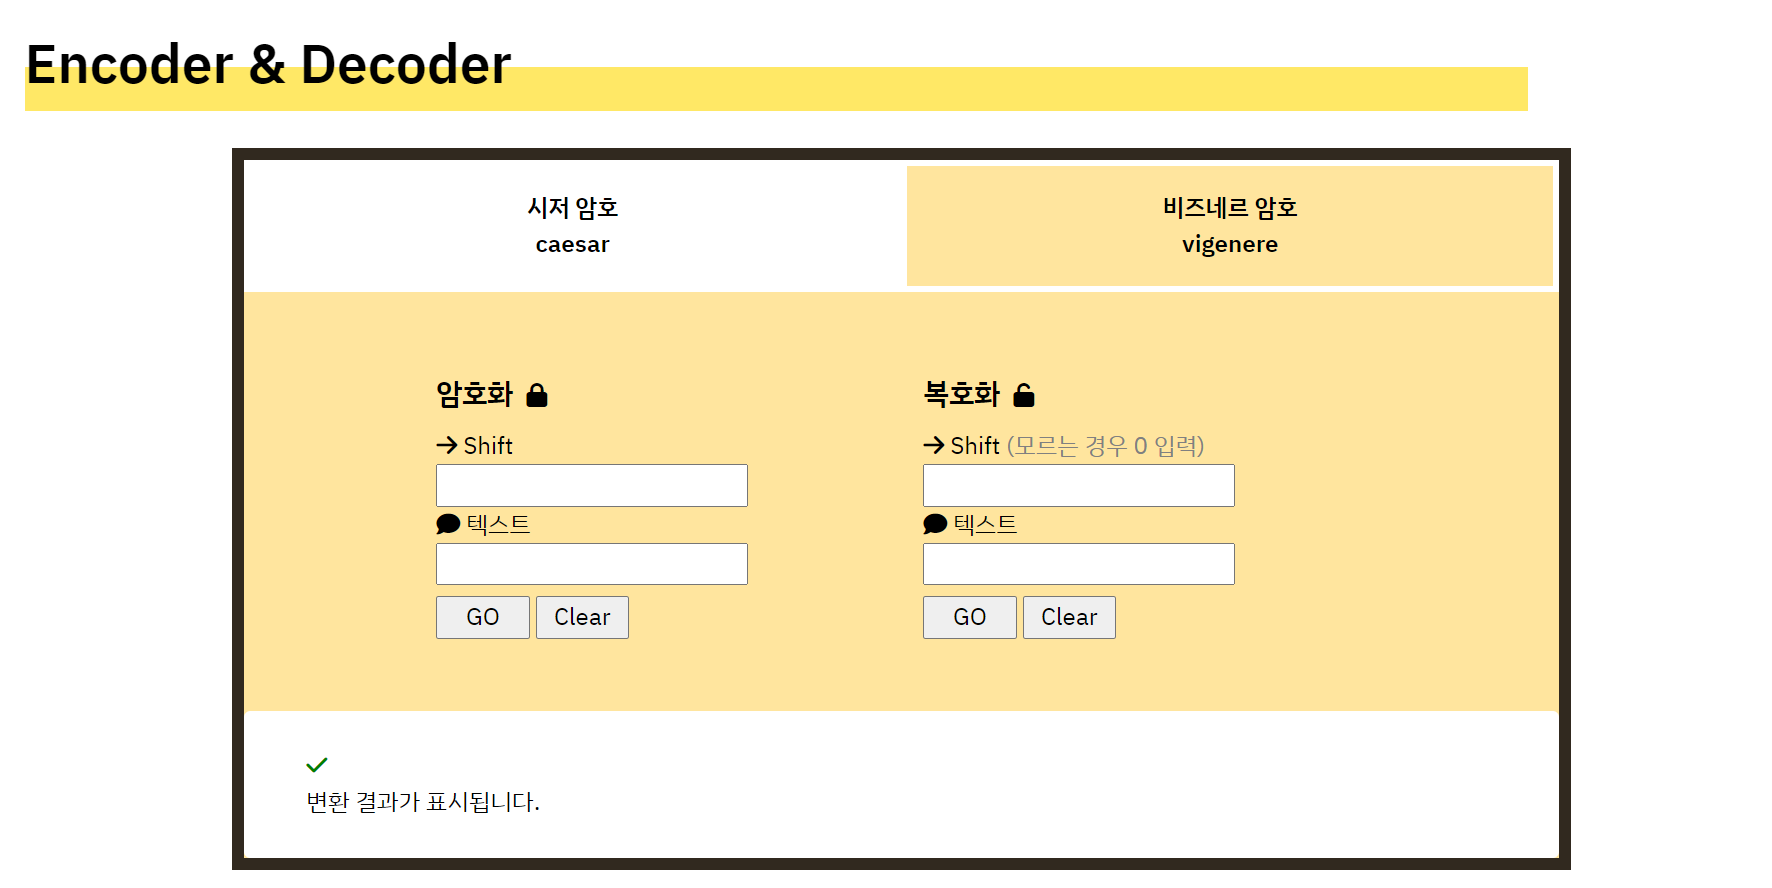 Encoder & Decoder
시저 암호
caesar
비즈네르 암호
vigenere
암호화
Shift
텍스트
GO
Clear
복호화
Shift (모르는 경우 0 입력)
텍스트
GO
Clear
변환 결과가 표시됩니다.